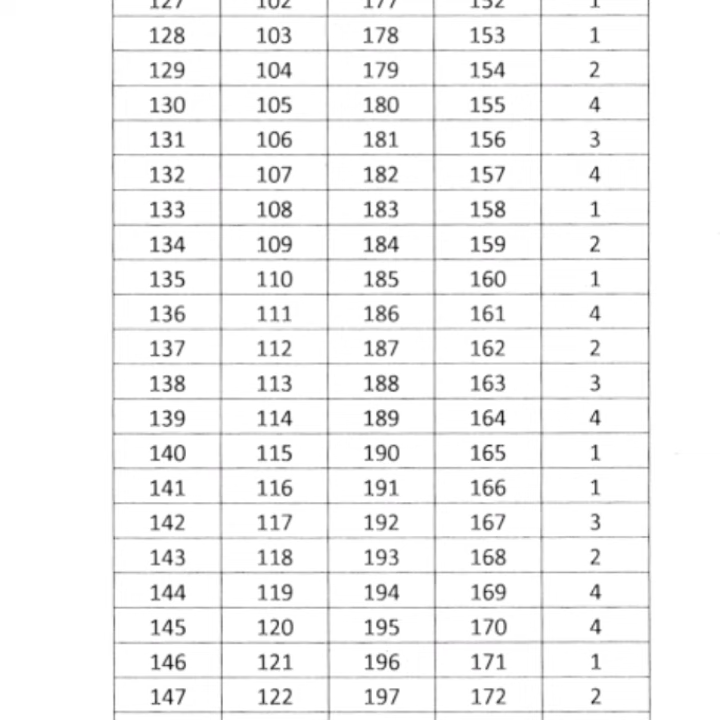 127 102 177 152 1
128 103 178 153 1
129 104 179 154 2
130 105 180 155 4
131 106 181 156 3
132 107 182 157 4
133 108 183 158 1
134 109 184 159 2
135 110 185 160 1
136 111 186 161 4
137 112 187 162 2
138 113 188 163 3
139 114 189 164 4
140 115 190 165 1
141 116 191 166 1
142 117 192 167 3
143 118 193 168 2
144 119 194 169 4
145 120 195 170 4
146 121 196 171 1
147 122 197 172 2